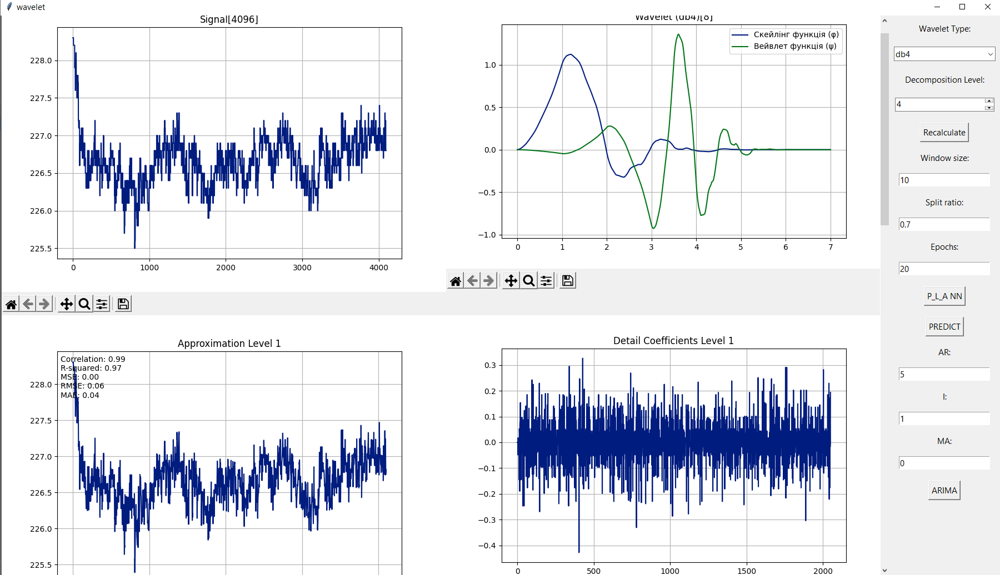 wavelet
Signal[4096]
228.0
227.5
227.0
226.5
226.0
225.5
0 1000 2000 3000 4000
Wavelet (db4)[8]
Скейлінг функція (φ)
Вейвлет функція (ψ)
1.0
0.5
0.0
−0.5
−1.0
0 1 2 3 4 5 6 7
Approximation Level 1
Correlation: 0.99
R-squared: 0.97
MSE: 0.00
RMSE: 0.06
MAE: 0.04
228.0
227.5
227.0
226.5
226.0
225.5
Detail Coefficients Level 1
0.3
0.2
0.1
0.0
−0.1
−0.2
−0.3
−0.4
0 500 1000 1500 2000
Wavelet Type:
db4
Decomposition Level:
4
Recalculate
Window size:
10
Split ratio:
0.7
Epochs:
20
P_L_A NN
PREDICT
AR:
5
I:
1
MA:
0
ARIMA